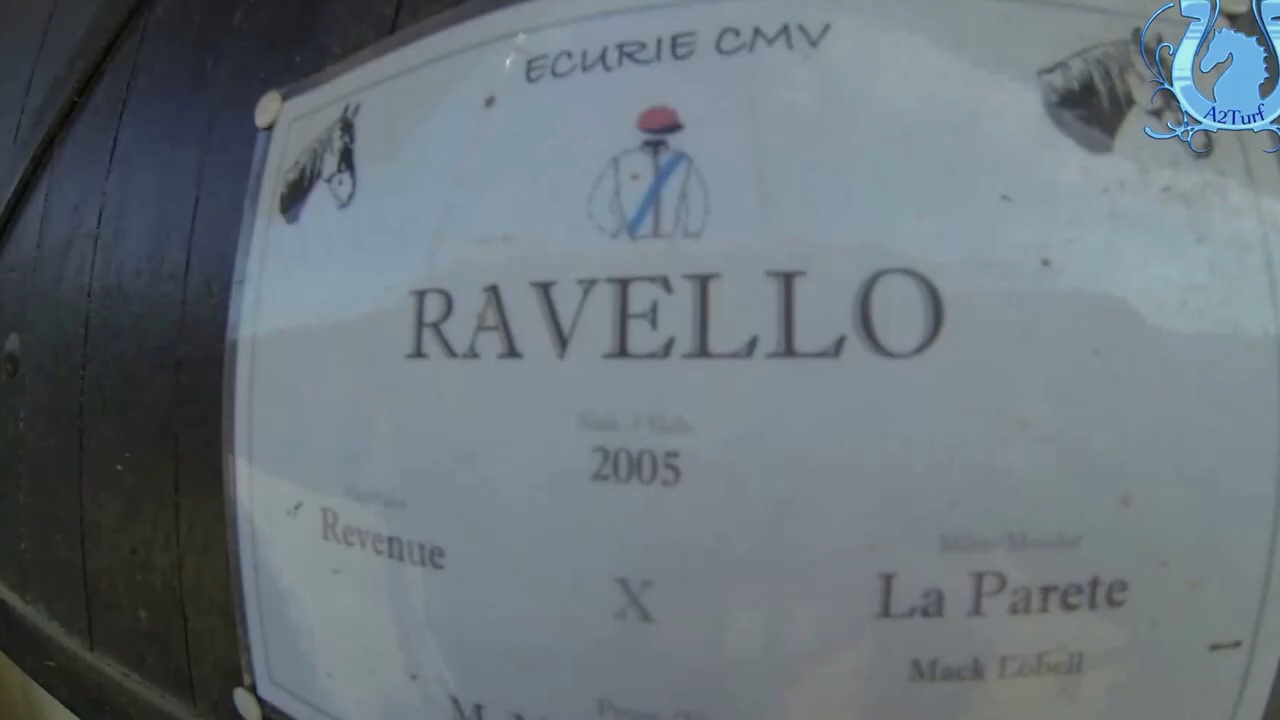 ECURIE CMV
A2Turf
RAVELLO
2005
Revenue
X
La Parete
Mack Lobell